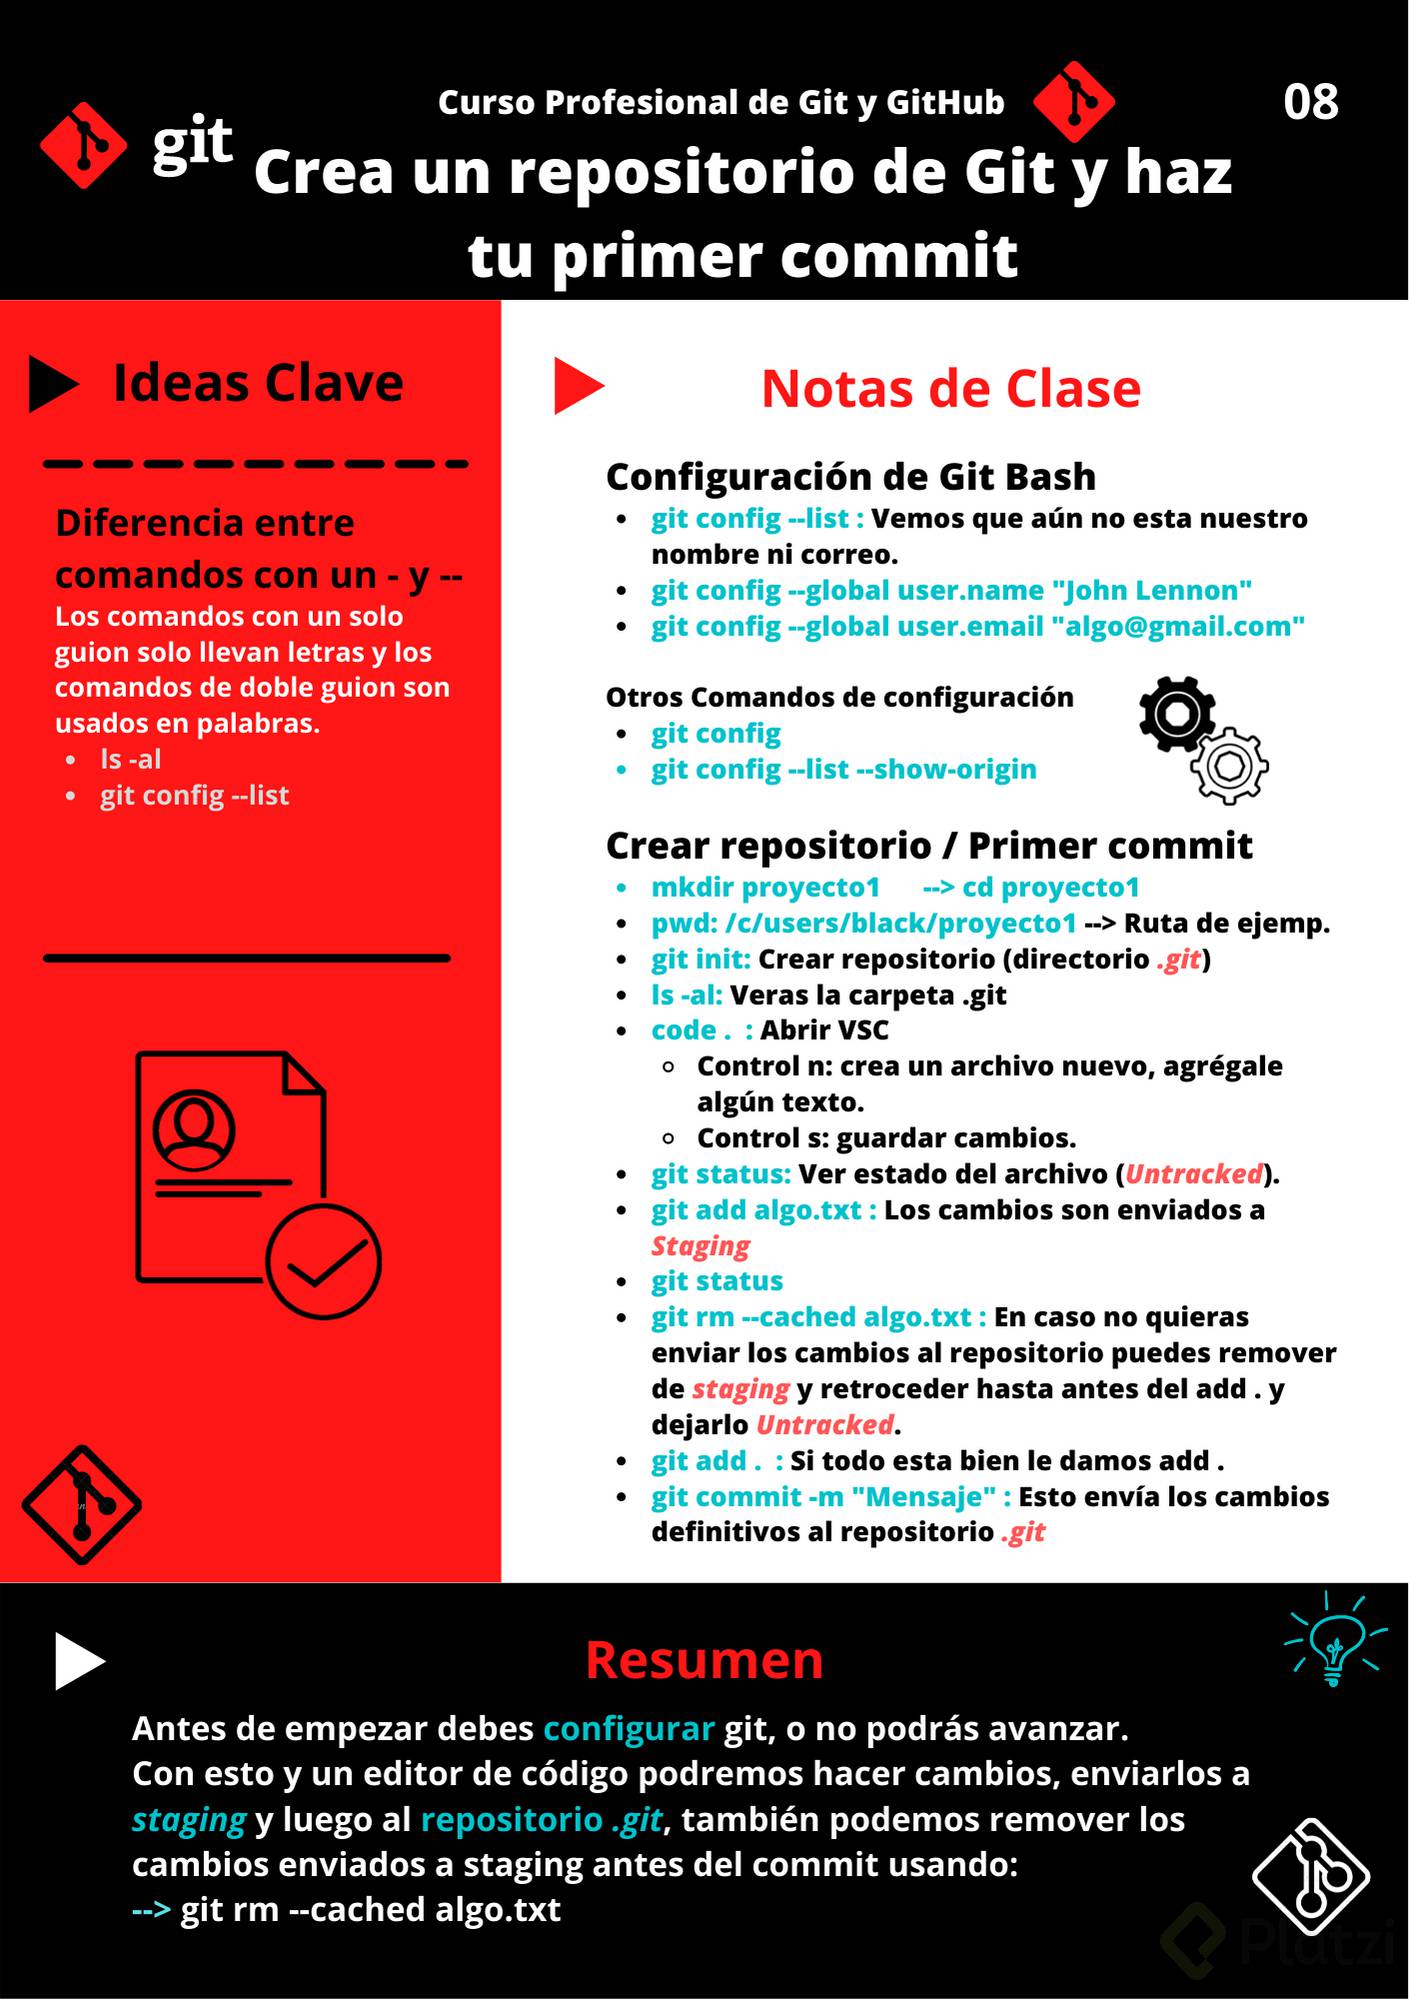 Curso Profesional de Git y GitHub
08
git
Crea un repositorio de Git y haz
tu primer commit
Ideas Clave
Diferencia entre
comandos con un - y --
Los comandos con un solo
guion solo llevan letras y los
comandos de doble guion son
usados en palabras.
• ls -al
• git config --list
Notas de Clase
Configuración de Git Bash
• git config --list : Vemos que aún no esta nuestro
nombre ni correo.
• git config --global user.name "John Lennon"
• git config --global user.email "algo@gmail.com"
Otros Comandos de configuración
• git config
• git config --list --show-origin
Crear repositorio / Primer commit
• mkdir proyecto1 --> cd proyecto1
• pwd: /c/users/black/proyecto1 --> Ruta de ejemp.
• git init: Crear repositorio (directorio .git)
• ls -al: Veras la carpeta .git
• code . : Abrir VSC
○ Control n: crea un archivo nuevo, agrégale
algún texto.
○ Control s: guardar cambios.
• git status: Ver estado del archivo (Untracked).
• git add algo.txt : Los cambios son enviados a
Staging
• git status
• git rm --cached algo.txt : En caso no quieras
enviar los cambios al repositorio puedes remover
de staging y retroceder hasta antes del add . y
dejarlo Untracked.
• git add . : Si todo esta bien le damos add .
• git commit -m "Mensaje" : Esto envía los cambios
definitivos al repositorio .git
Resumen
Antes de empezar debes configurar git, o no podrás avanzar.
Con esto y un editor de código podremos hacer cambios, enviarlos a
staging y luego al repositorio .git, también podemos remover los
cambios enviados a staging antes del commit usando:
--> git rm --cached algo.txt
Platzi